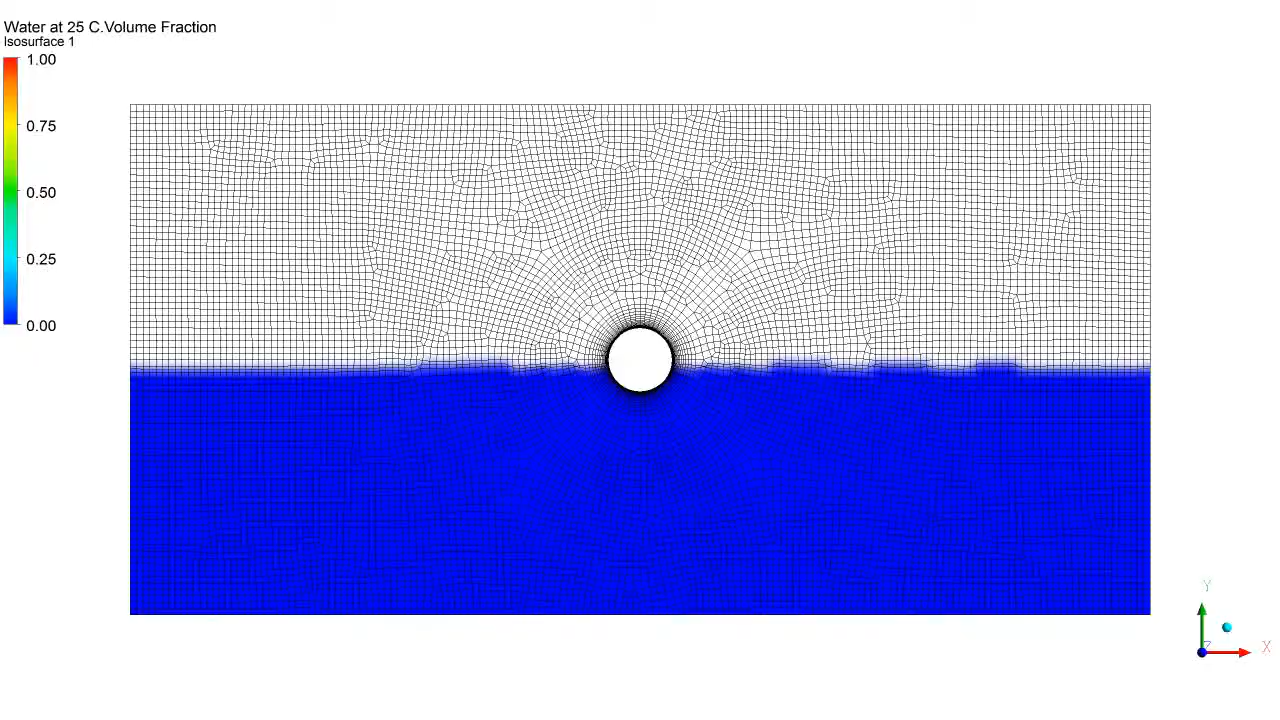 Water at 25 C.Volume Fraction
Isosurface 1
1.00
0.75
0.50
0.25
0.00
Y
Z
X